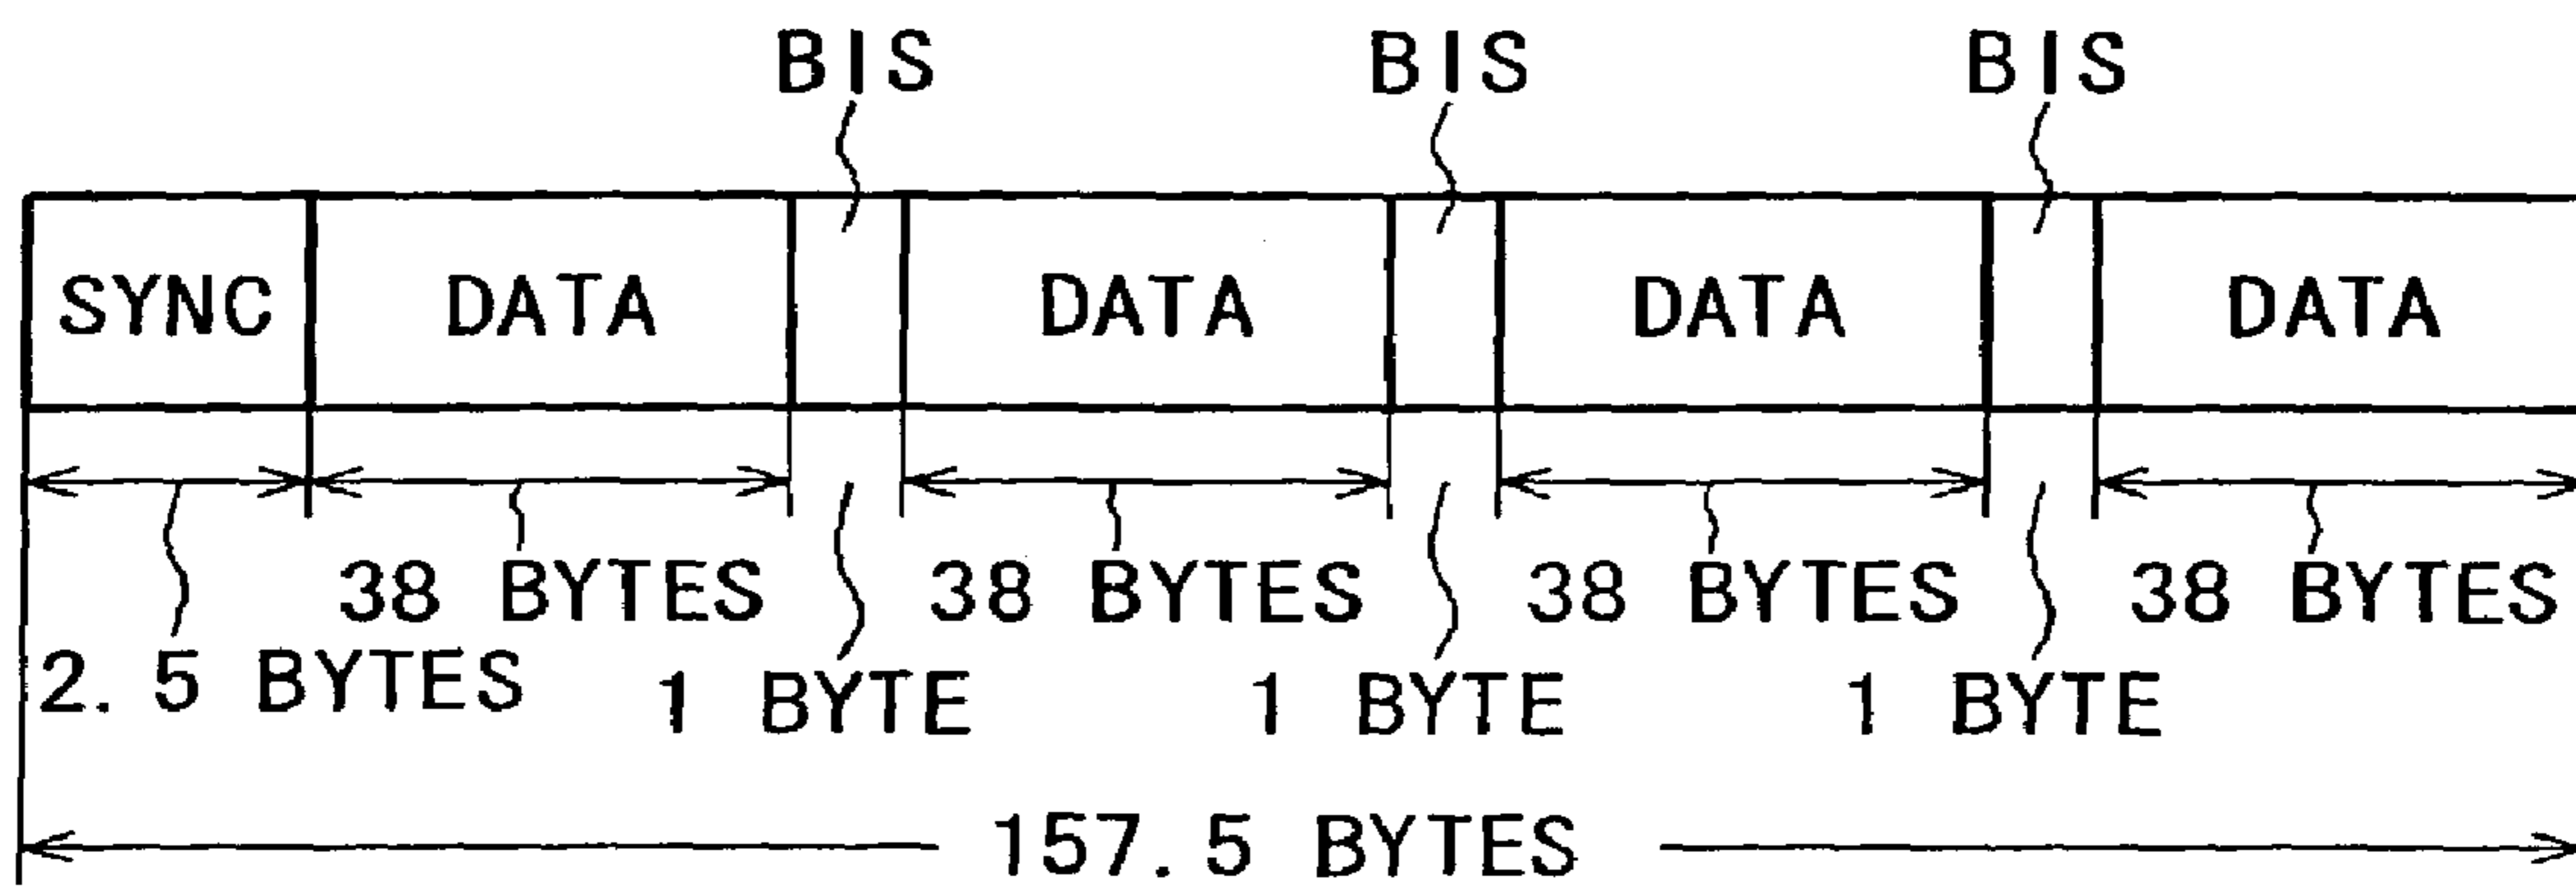 BIS BIS BIS
SYNC DATA DATA DATA DATA
38 BYTES 38 BYTES 38 BYTES 38 BYTES
2.5 BYTES 1 BYTE 1 BYTE 1 BYTE
157.5 BYTES